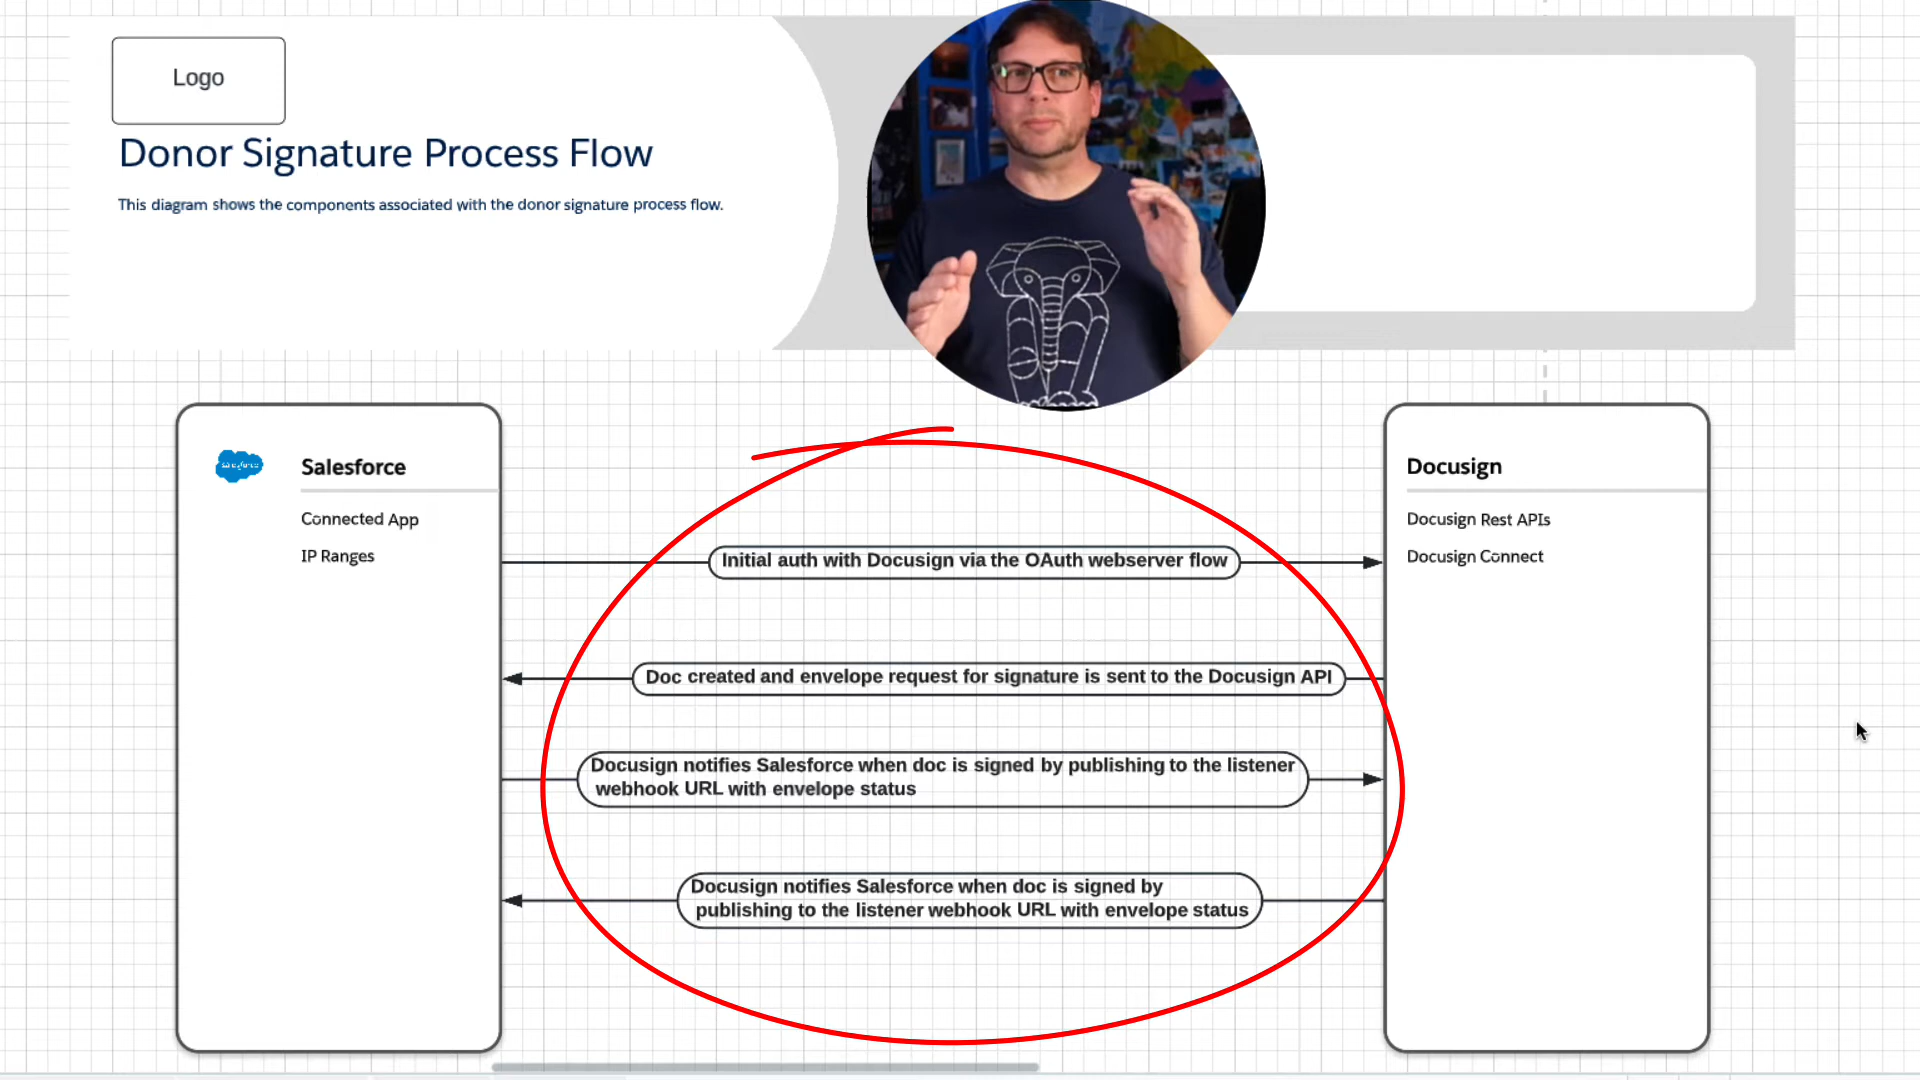 Logo
Donor Signature Process Flow
This diagram shows the components associated with the donor signature process flow.
salesforce
Salesforce
Connected App
IP Ranges
Docusign
Docusign Rest APIs
Docusign Connect
Initial auth with Docusign via the OAuth webserver flow
Doc created and envelope request for signature is sent to the Docusign API
Docusign notifies Salesforce when doc is signed by publishing to the listener
webhook URL with envelope status
Docusign notifies Salesforce when doc is signed by
publishing to the listener webhook URL with envelope status